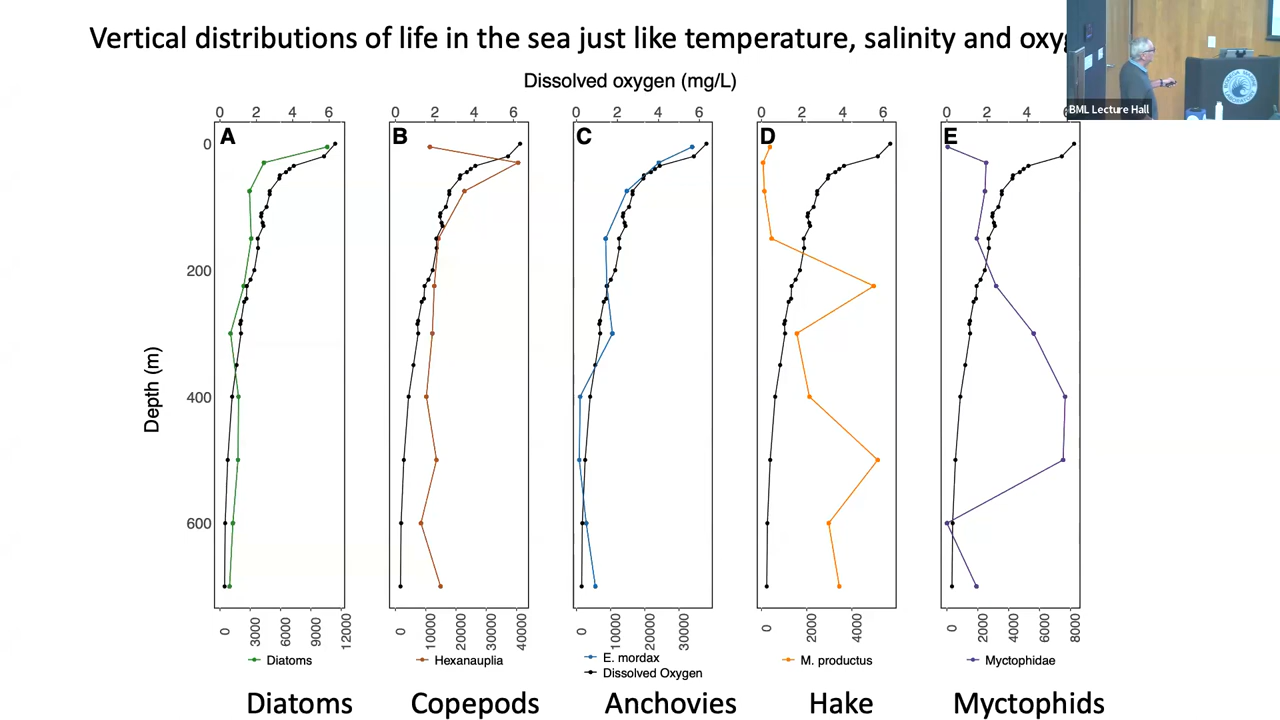 Vertical distributions of life in the sea just like temperature, salinity and oxy
BML Lecture Hall
Dissolved oxygen (mg/L)
0 2 4 6 0 2 4 6 0 2 4 6 0 2 4 6 0 2 4 6
A B C D E
0
200
400
600
Depth (m)
0 3000 6000 9000 12000 0 10000 20000 30000 40000 0 10000 20000 30000 0 2000 4000 0 2000 4000 6000 8000
Diatoms Hexanauplia E. mordax M. productus Myctophidae
Dissolved Oxygen
Diatoms Copepods Anchovies Hake Myctophids